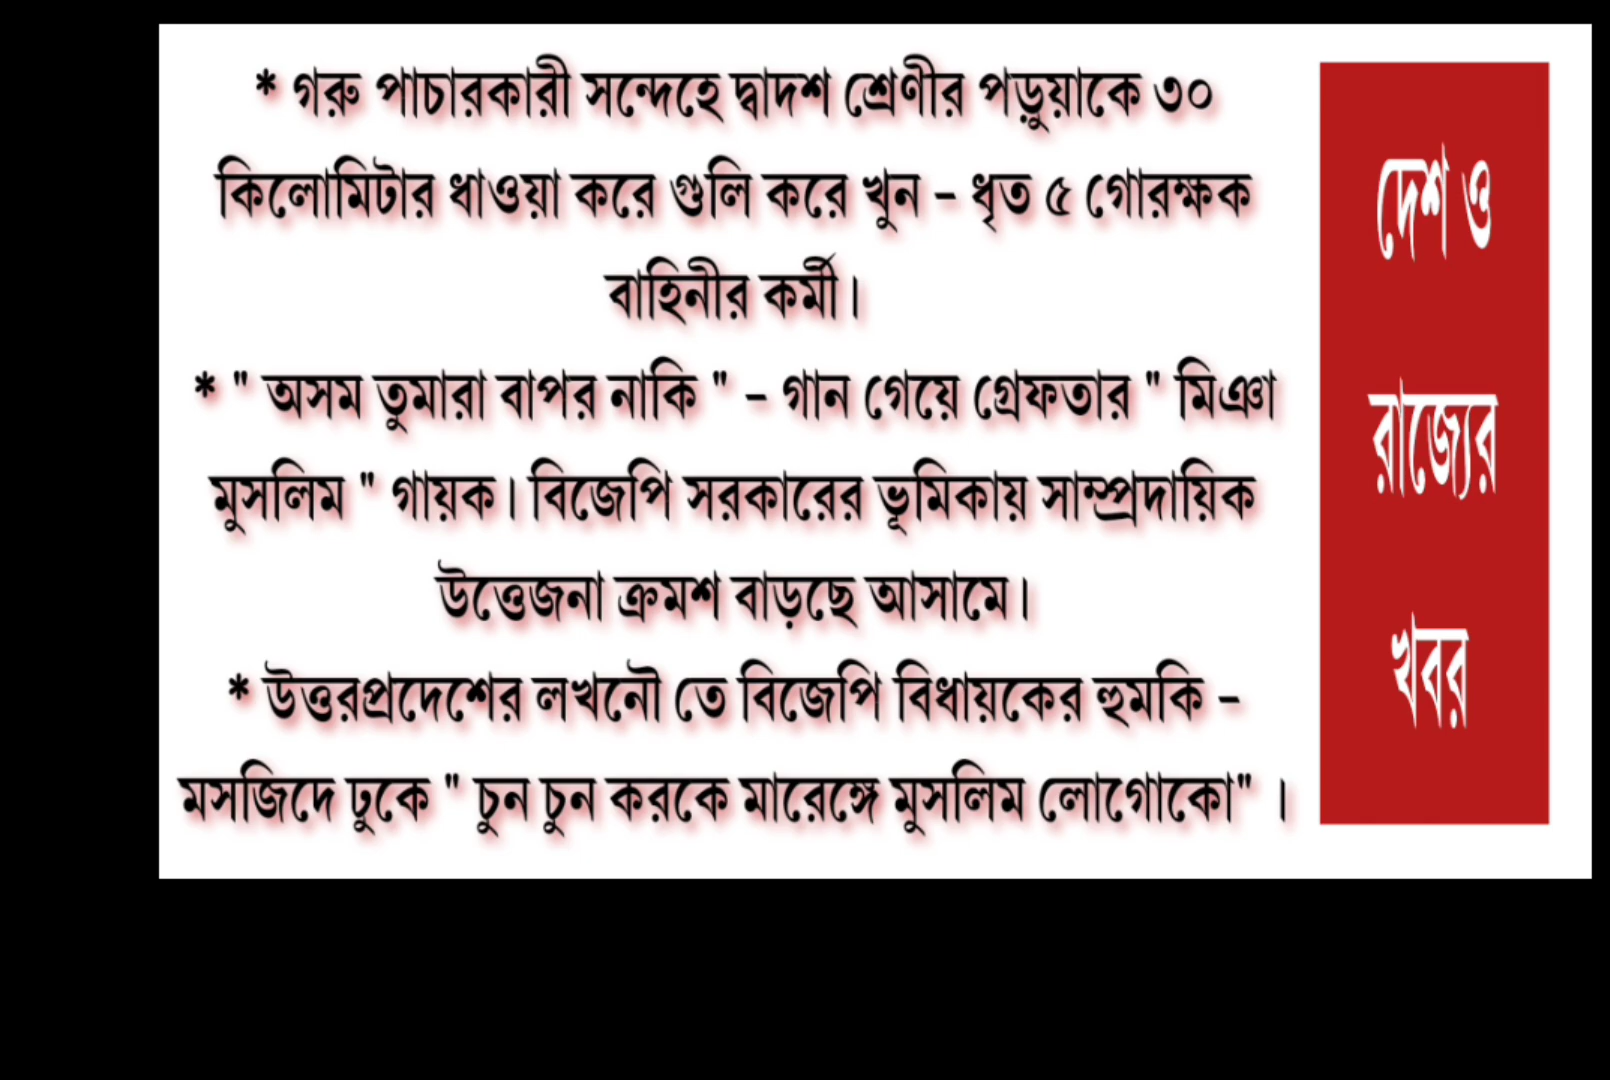 * গরু পাচারকারী সন্দেহে দ্বাদশ শ্রেণীর পড়ুয়াকে ৩০
কিলোমিটার ধাওয়া করে গুলি করে খুন - ধৃত ৫ গোরক্ষক
বাহিনীর কর্মী।
* " অসম তুমারা বাপর নাকি " - গান গেয়ে গ্রেফতার " মিঞা
মুসলিম " গায়ক। বিজেপি সরকারের ভূমিকায় সাম্প্রদায়িক
উত্তেজনা ক্রমশ বাড়ছে আসামে।
* উত্তরপ্রদেশের লখনৌ তে বিজেপি বিধায়কের হুমকি -
মসজিদে ঢুকে " চুন চুন করকে মারেঙ্গে মুসলিম লোগোকো" ।
দেশ ও
রাজ্যের
খবর